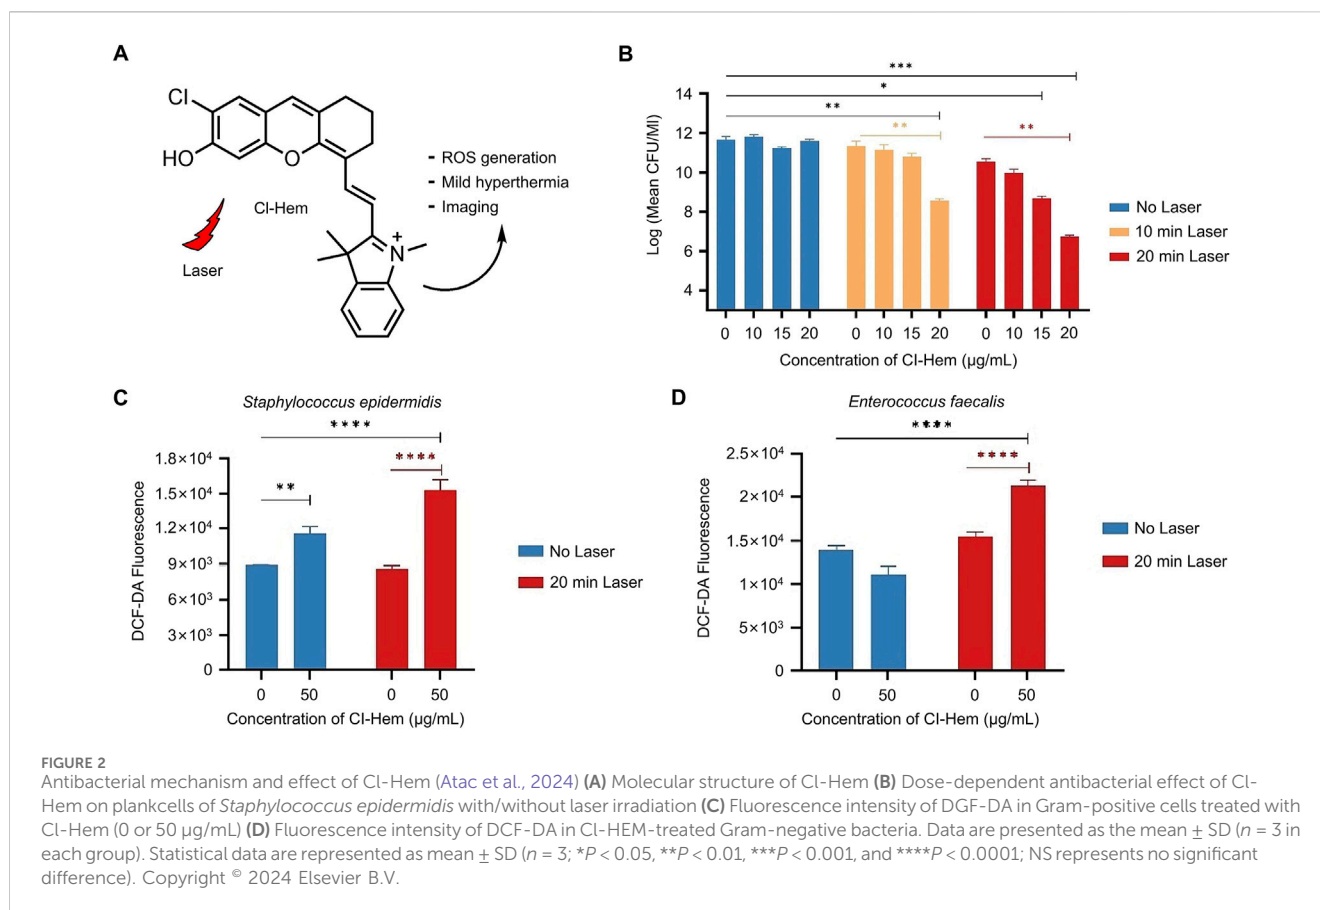 A
Cl
HO
O
N
+
Cl-Hem
Laser
- ROS generation
- Mild hyperthermia
- Imaging
B
***
*
**
**
**
Log (Mean CFU/Ml)
14
12
10
8
6
4
0 10 15 20 0 10 15 20 0 10 15 20
Concentration of Cl-Hem (µg/mL)
No Laser
10 min Laser
20 min Laser
C
Staphylococcus epidermidis
****
****
**
DCF-DA Fluorescence
1.8×10⁴
1.5×10⁴
1.2×10⁴
9×10³
6×10³
3×10³
0
0 50 0 50
Concentration of Cl-Hem (µg/mL)
No Laser
20 min Laser
D
Enterococcus faecalis
****
****
DCF-DA Fluorescence
2.5×10⁴
2×10⁴
1.5×10⁴
1×10⁴
5×10³
0
0 50 0 50
Concentration of Cl-Hem (µg/mL)
No Laser
20 min Laser
FIGURE 2
Antibacterial mechanism and effect of Cl-Hem (Atac et al., 2024) (A) Molecular structure of Cl-Hem (B) Dose-dependent antibacterial effect of Cl-
Hem on plankcells of Staphylococcus epidermidis with/without laser irradiation (C) Fluorescence intensity of DGF-DA in Gram-positive cells treated with
Cl-Hem (0 or 50 µg/mL) (D) Fluorescence intensity of DCF-DA in Cl-HEM-treated Gram-negative bacteria. Data are presented as the mean ± SD (n = 3 in
each group). Statistical data are represented as mean ± SD (n = 3; *P < 0.05, **P < 0.01, ***P < 0.001, and ****P < 0.0001; NS represents no significant
difference). Copyright © 2024 Elsevier B.V.